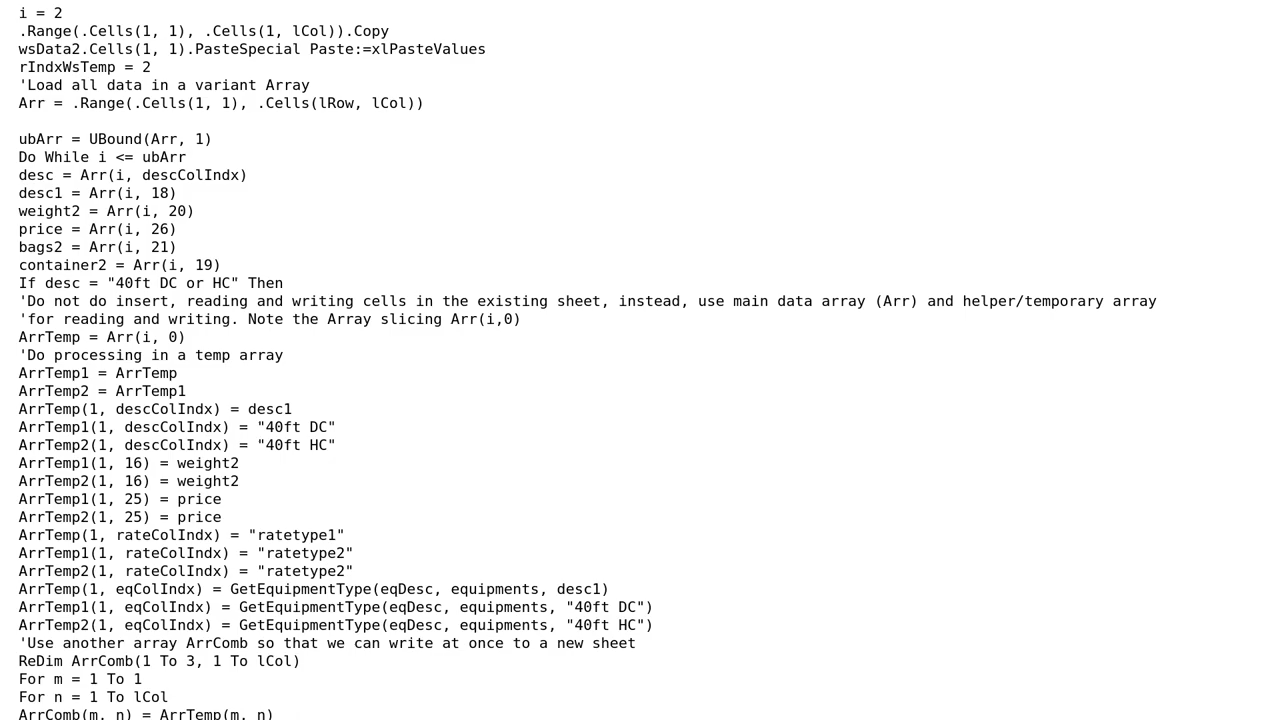 i = 2
.Range(.Cells(1, 1), .Cells(1, lCol)).Copy
wsData2.Cells(1, 1).PasteSpecial Paste:=xlPasteValues
rIndxWsTemp = 2
'Load all data in a variant Array
Arr = .Range(.Cells(1, 1), .Cells(lRow, lCol))
ubArr = UBound(Arr, 1)
Do While i <= ubArr
desc = Arr(i, descColIndx)
desc1 = Arr(i, 18)
weight2 = Arr(i, 20)
price = Arr(i, 26)
bags2 = Arr(i, 21)
container2 = Arr(i, 19)
If desc = "40ft DC or HC" Then
'Do not do insert, reading and writing cells in the existing sheet, instead, use main data array (Arr) and helper/temporary array
'for reading and writing. Note the Array slicing Arr(i,0)
ArrTemp = Arr(i, 0)
'Do processing in a temp array
ArrTemp1 = ArrTemp
ArrTemp2 = ArrTemp1
ArrTemp(1, descColIndx) = desc1
ArrTemp1(1, descColIndx) = "40ft DC"
ArrTemp2(1, descColIndx) = "40ft HC"
ArrTemp1(1, 16) = weight2
ArrTemp2(1, 16) = weight2
ArrTemp1(1, 25) = price
ArrTemp2(1, 25) = price
ArrTemp(1, rateColIndx) = "ratetype1"
ArrTemp1(1, rateColIndx) = "ratetype2"
ArrTemp2(1, rateColIndx) = "ratetype2"
ArrTemp(1, eqColIndx) = GetEquipmentType(eqDesc, equipments, desc1)
ArrTemp1(1, eqColIndx) = GetEquipmentType(eqDesc, equipments, "40ft DC")
ArrTemp2(1, eqColIndx) = GetEquipmentType(eqDesc, equipments, "40ft HC")
'Use another array ArrComb so that we can write at once to a new sheet
ReDim ArrComb(1 To 3, 1 To lCol)
For m = 1 To 1
For n = 1 To lCol
ArrComb(m, n) = ArrTemp(m, n)